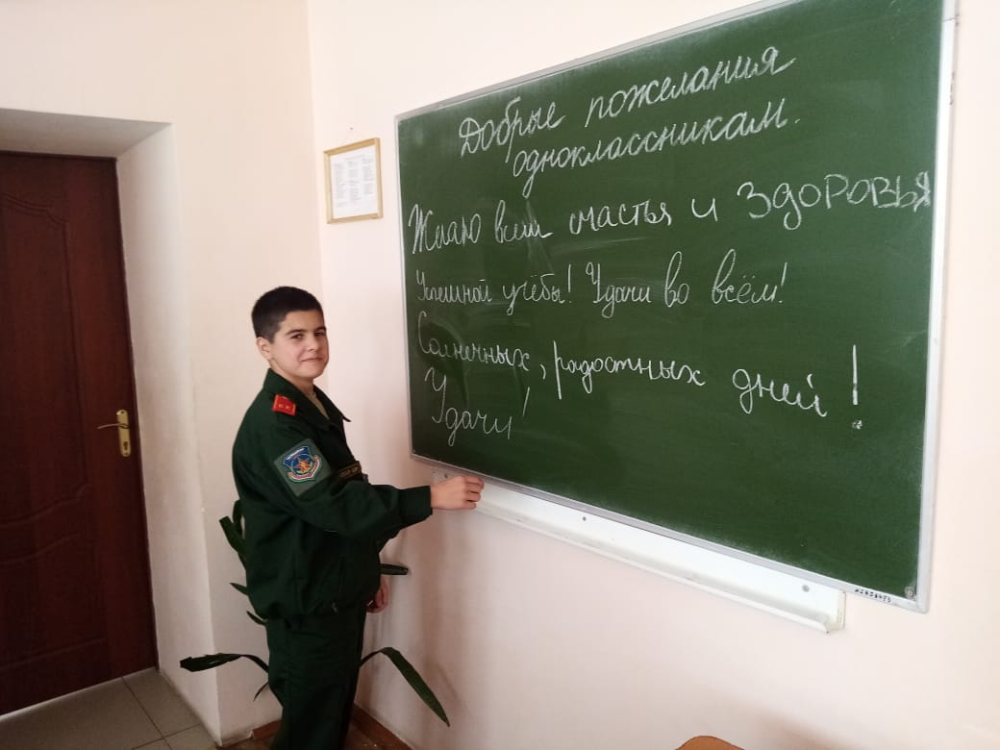 Добрые пожелания
одноклассникам.
Желаю всем счастья и ЗДОРОВЬЯ
Успешной учёбы! Удачи во всём!
Солнечных, радостных дней!
Удачи!